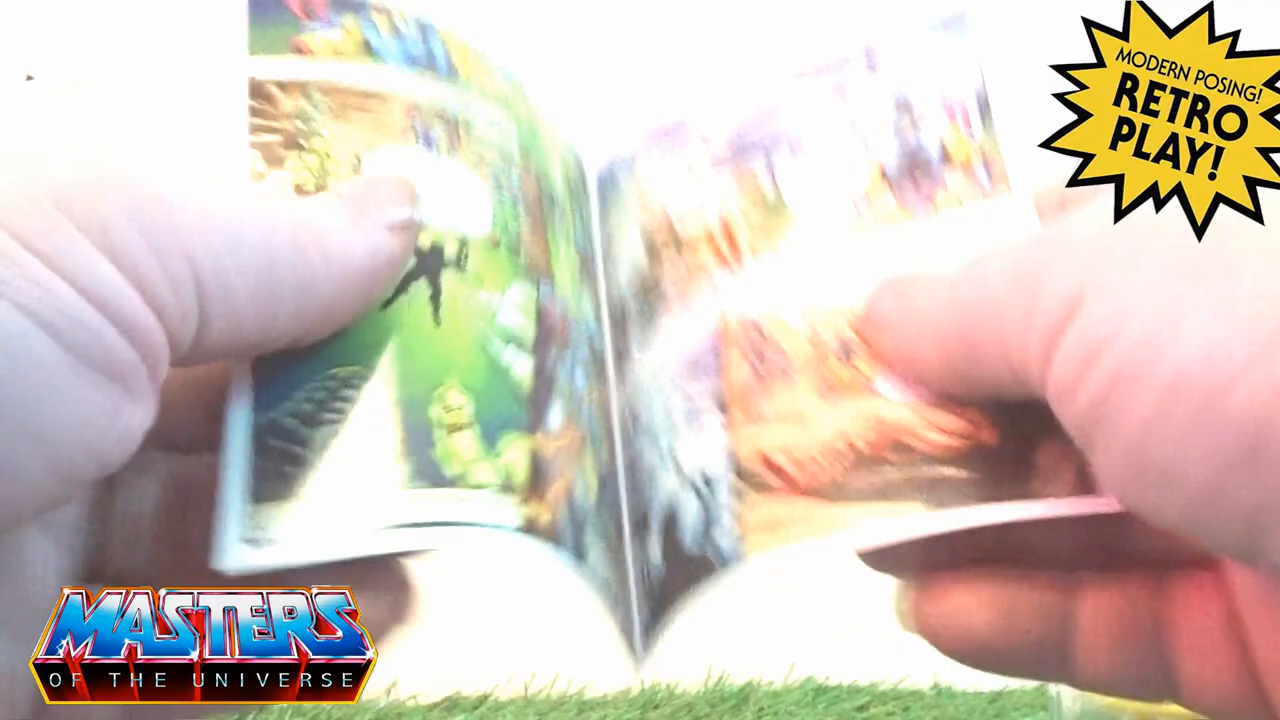 MODERN POSING!
RETRO
PLAY!
MASTERS
OF THE UNIVERSE